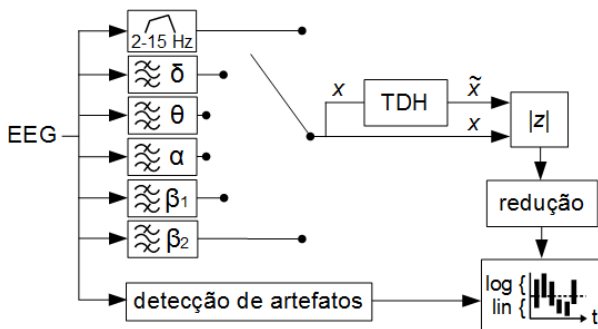 2-15 Hz
δ
θ
EEG
α
β₁
β₂
x
TDH
x̃
x
|z|
redução
detecção de artefatos
log {
lin {
t